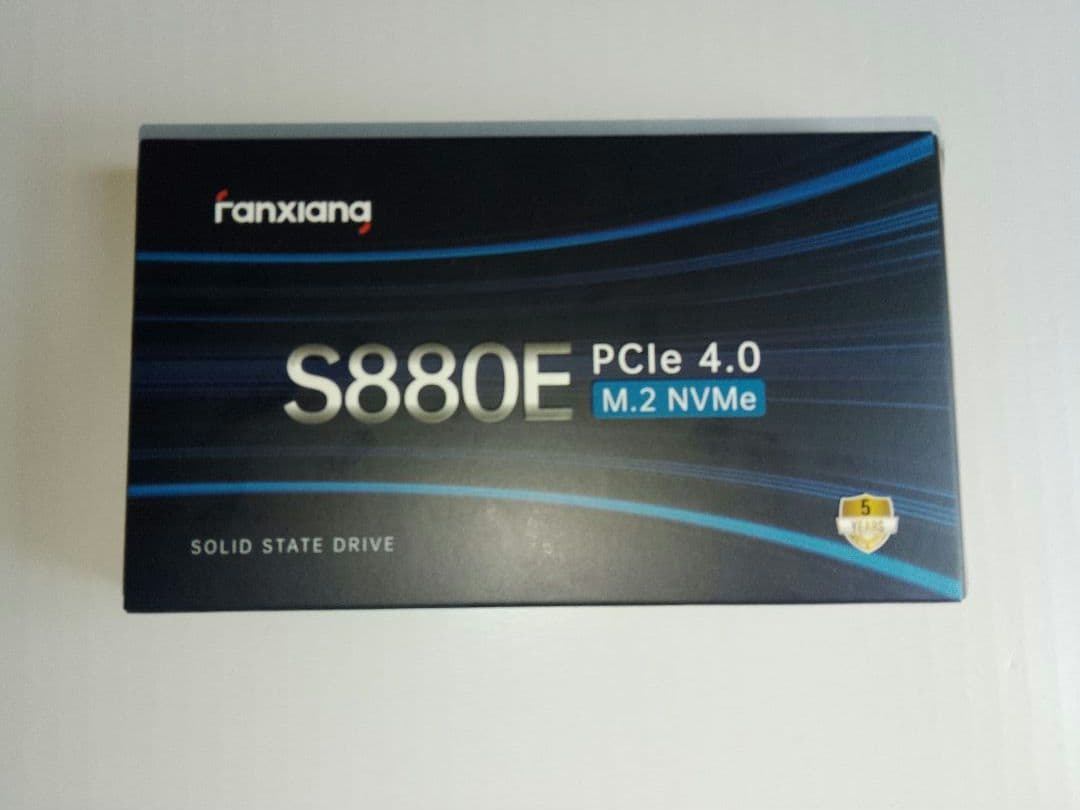 fanxiang
S880E
PCIe 4.0
M.2 NVMe
5
YEARS
SOLID STATE DRIVE